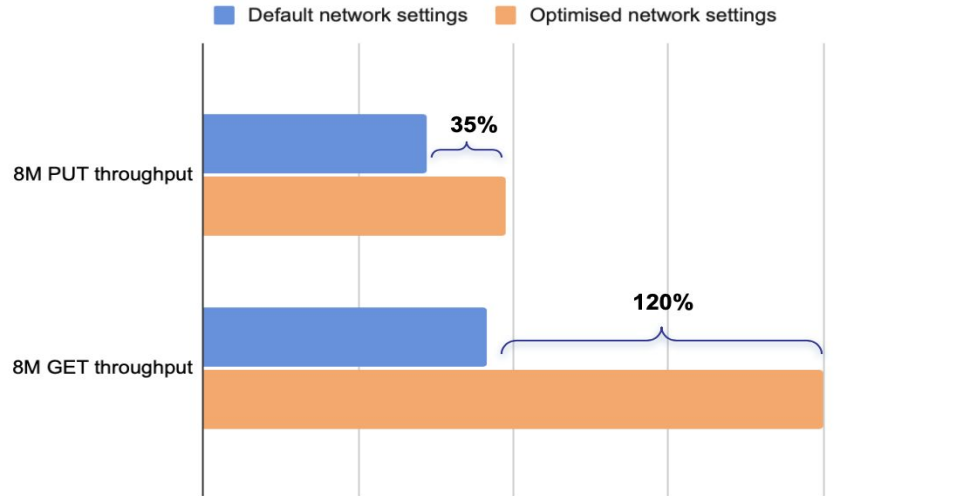 Default network settings Optimised network settings
35%
8M PUT throughput
120%
8M GET throughput